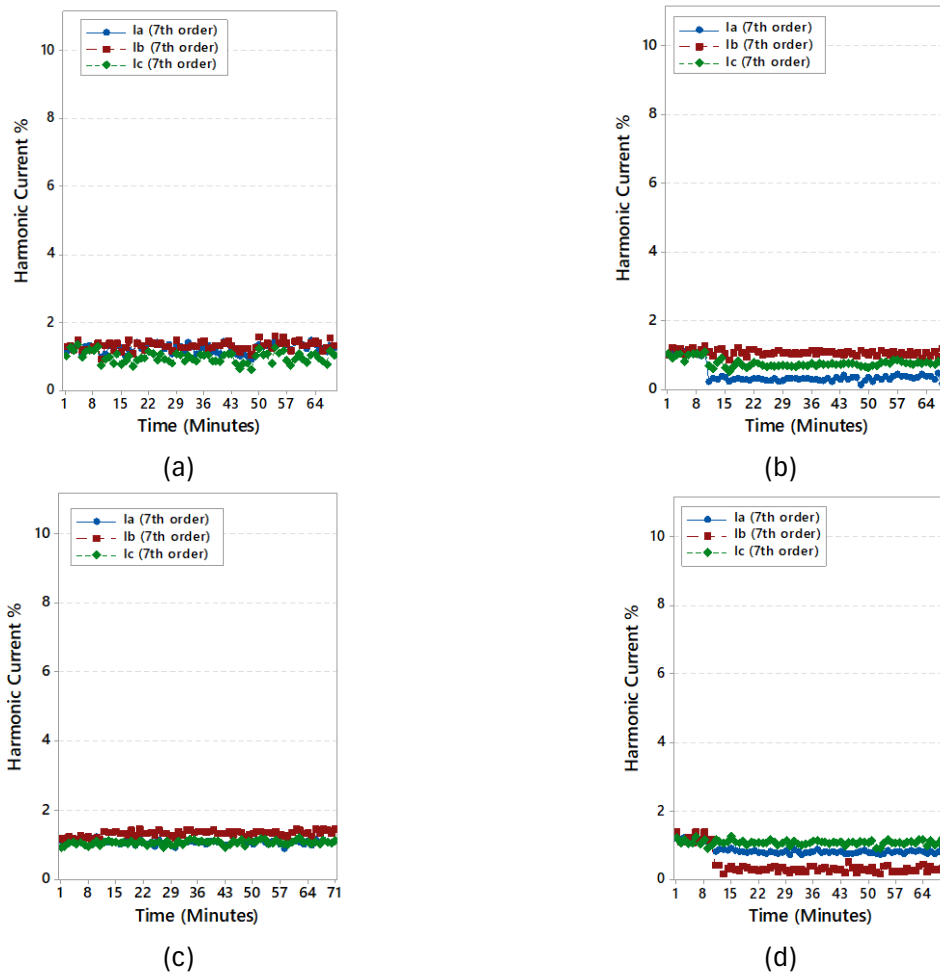 Ia (7th order)
Ib (7th order)
Ic (7th order)
Harmonic Current %
10
8
6
4
2
0
1 8 15 22 29 36 43 50 57 64
Time (Minutes)
(a)
Ia (7th order)
Ib (7th order)
Ic (7th order)
Harmonic Current %
10
8
6
4
2
0
1 8 15 22 29 36 43 50 57 64
Time (Minutes)
(b)
Ia (7th order)
Ib (7th order)
Ic (7th order)
Harmonic Current %
10
8
6
4
2
0
1 8 15 22 29 36 43 50 57 64 71
Time (Minutes)
(c)
Ia (7th order)
Ib (7th order)
Ic (7th order)
Harmonic Current %
10
8
6
4
2
0
1 8 15 22 29 36 43 50 57 64
Time (Minutes)
(d)